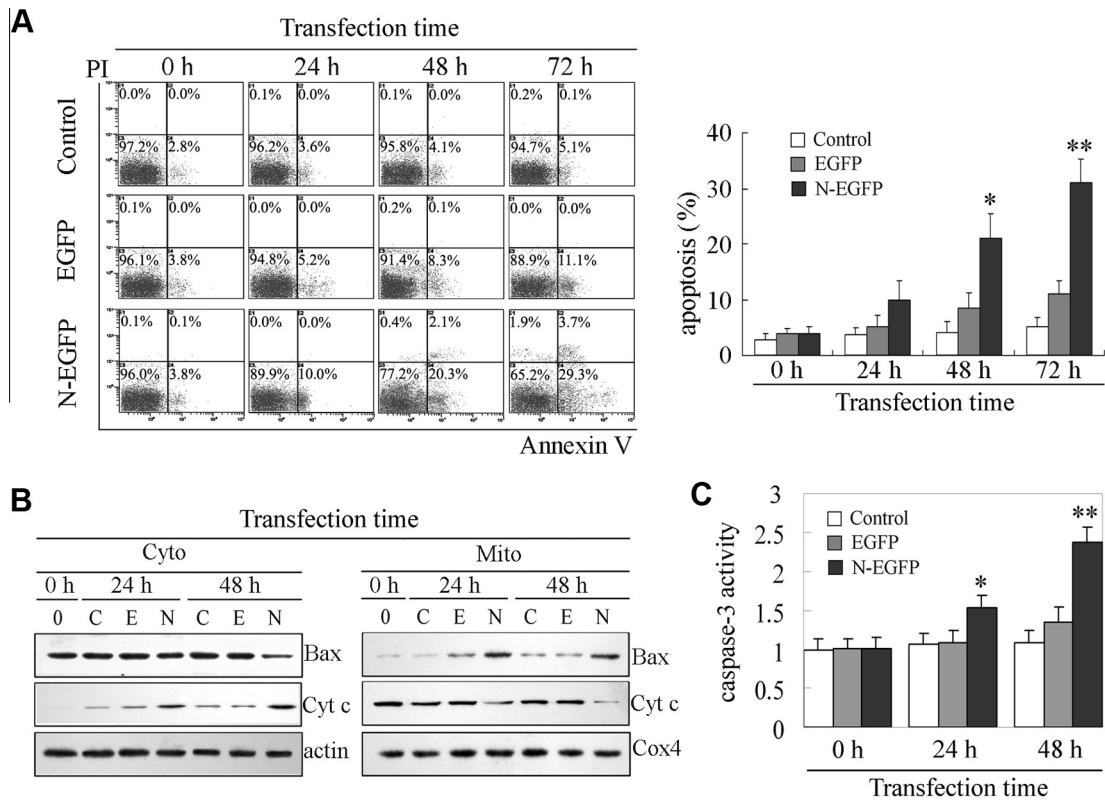 A
Transfection time
PI 0 h 24 h 48 h 72 h
Control
0.0% 0.0% 0.1% 0.0% 0.1% 0.0% 0.2% 0.1%
97.2% 2.8% 96.2% 3.6% 95.8% 4.1% 94.7% 5.1%
EGFP
0.1% 0.0% 0.0% 0.0% 0.2% 0.1% 0.0% 0.0%
96.1% 3.8% 94.8% 5.2% 91.4% 8.3% 88.9% 11.1%
N-EGFP
0.1% 0.1% 0.0% 0.0% 0.4% 2.1% 1.9% 3.7%
96.0% 3.8% 89.9% 10.0% 77.2% 20.3% 65.2% 29.3%
Annexin V
apoptosis (%)
40
30
20
10
0
Control
EGFP
N-EGFP
*
**
0 h 24 h 48 h 72 h
Transfection time
B
Transfection time
Cyto Mito
0 h 24 h 48 h 0 h 24 h 48 h
0 C E N C E N 0 C E N C E N
Bax Bax
Cyt c Cyt c
actin Cox4
C
caspase-3 activity
3
2.5
2
1.5
1
0.5
0
Control
EGFP
N-EGFP
*
**
0 h 24 h 48 h
Transfection time